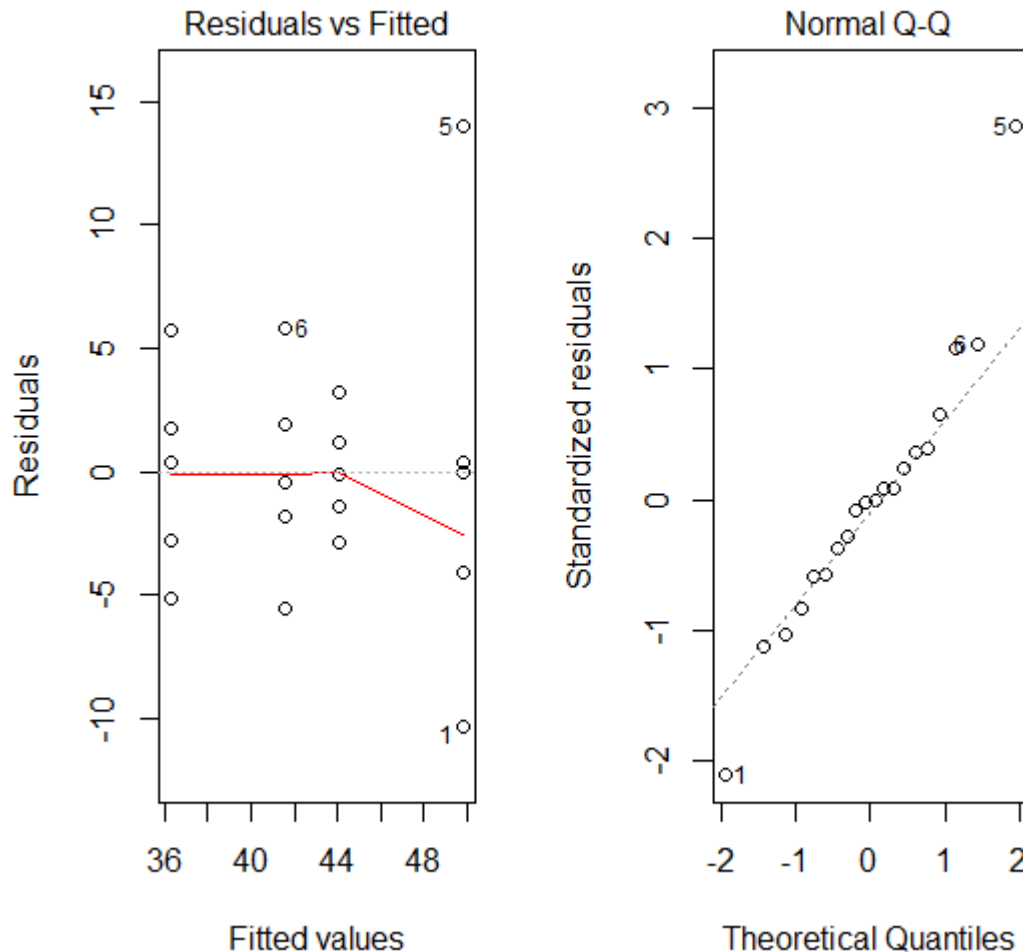 Residuals vs Fitted
Residuals
15
10
5
0
-5
-10
5
6
1
36 40 44 48
Fitted values
Normal Q-Q
Standardized residuals
3
2
1
0
-1
-2
5
6
1
-2 -1 0 1 2
Theoretical Quantiles